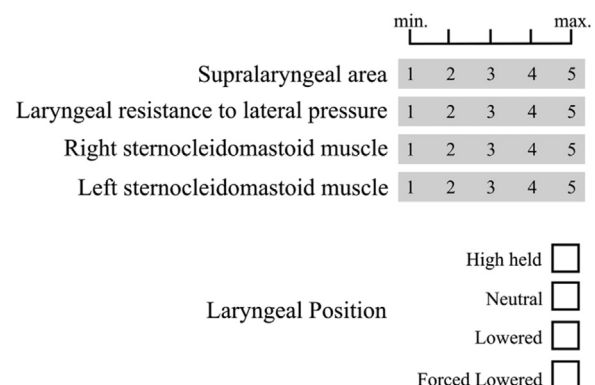 min. max.
Supralaryngeal area 1 2 3 4 5
Laryngeal resistance to lateral pressure 1 2 3 4 5
Right sternocleidomastoid muscle 1 2 3 4 5
Left sternocleidomastoid muscle 1 2 3 4 5
High held
Neutral
Laryngeal Position
Lowered
Forced Lowered